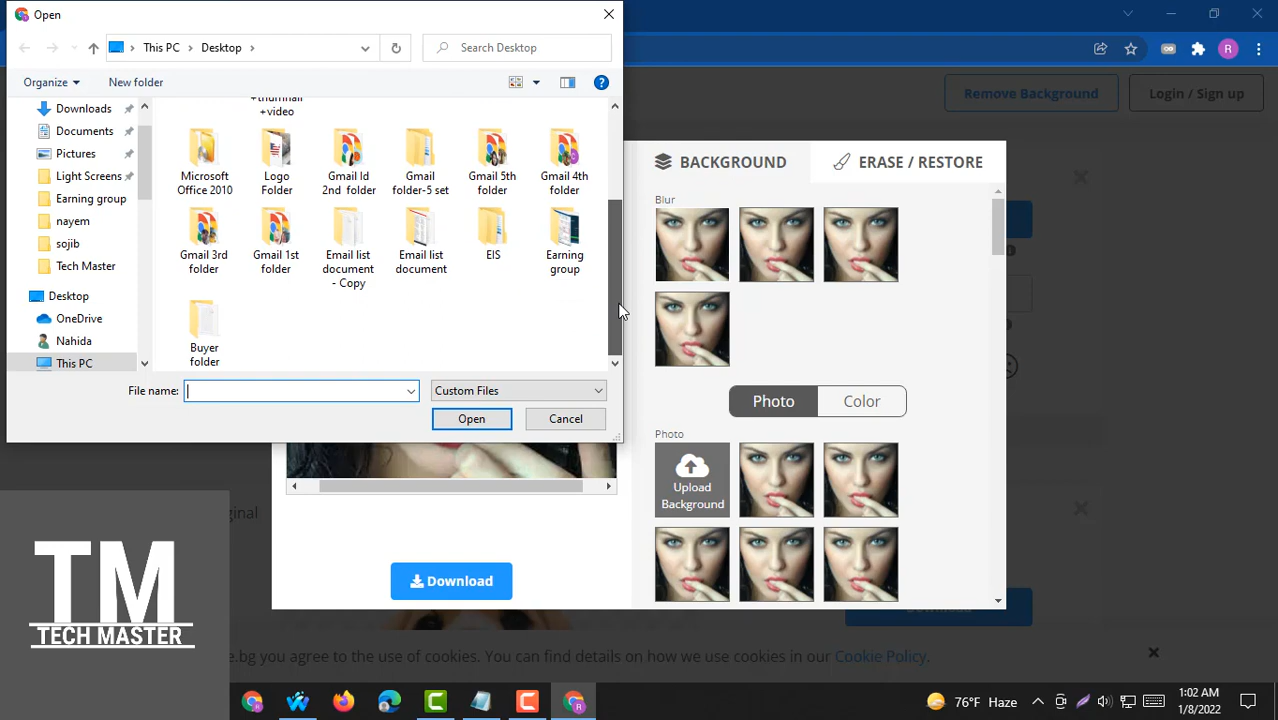 Open
This PC
Desktop
Search Desktop
Organize
New folder
Downloads
Documents
Pictures
Light Screens
Earning group
nayem
sojib
Tech Master
Desktop
OneDrive
Nahida
This PC
+thumnail
+video
Microsoft
Office 2010
Logo
Folder
Gmail Id
2nd folder
Gmail
folder-5 set
Gmail 5th
folder
Gmail 4th
folder
Gmail 3rd
folder
Gmail 1st
folder
Email list
document
- Copy
Email list
document
EIS
Earning
group
Buyer
folder
File name:
Custom Files
Open
Cancel
R
Remove Background
Login / Sign up
BACKGROUND
ERASE / RESTORE
Blur
Photo
Color
Photo
Upload
Background
Download
TM
TECH MASTER
e.bg you agree to the use of cookies. You can find details on how we use cookies in our Cookie Policy.
76°F Haze
1:02 AM
1/8/2022